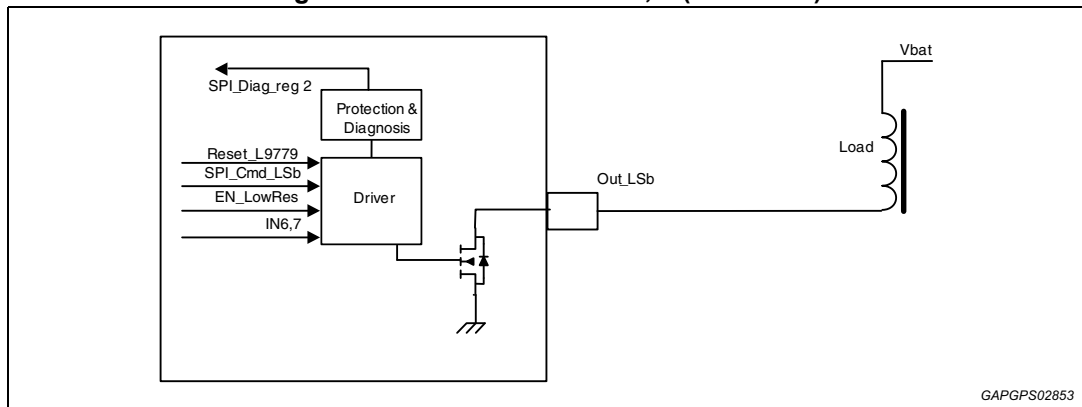 Vbat
SPI_Diag_reg 2
Protection &
Diagnosis
Load
Reset_L9779
SPI_Cmd_LSb
EN_LowRes
IN6,7
Driver
Out_LSb
GAPGPS02853